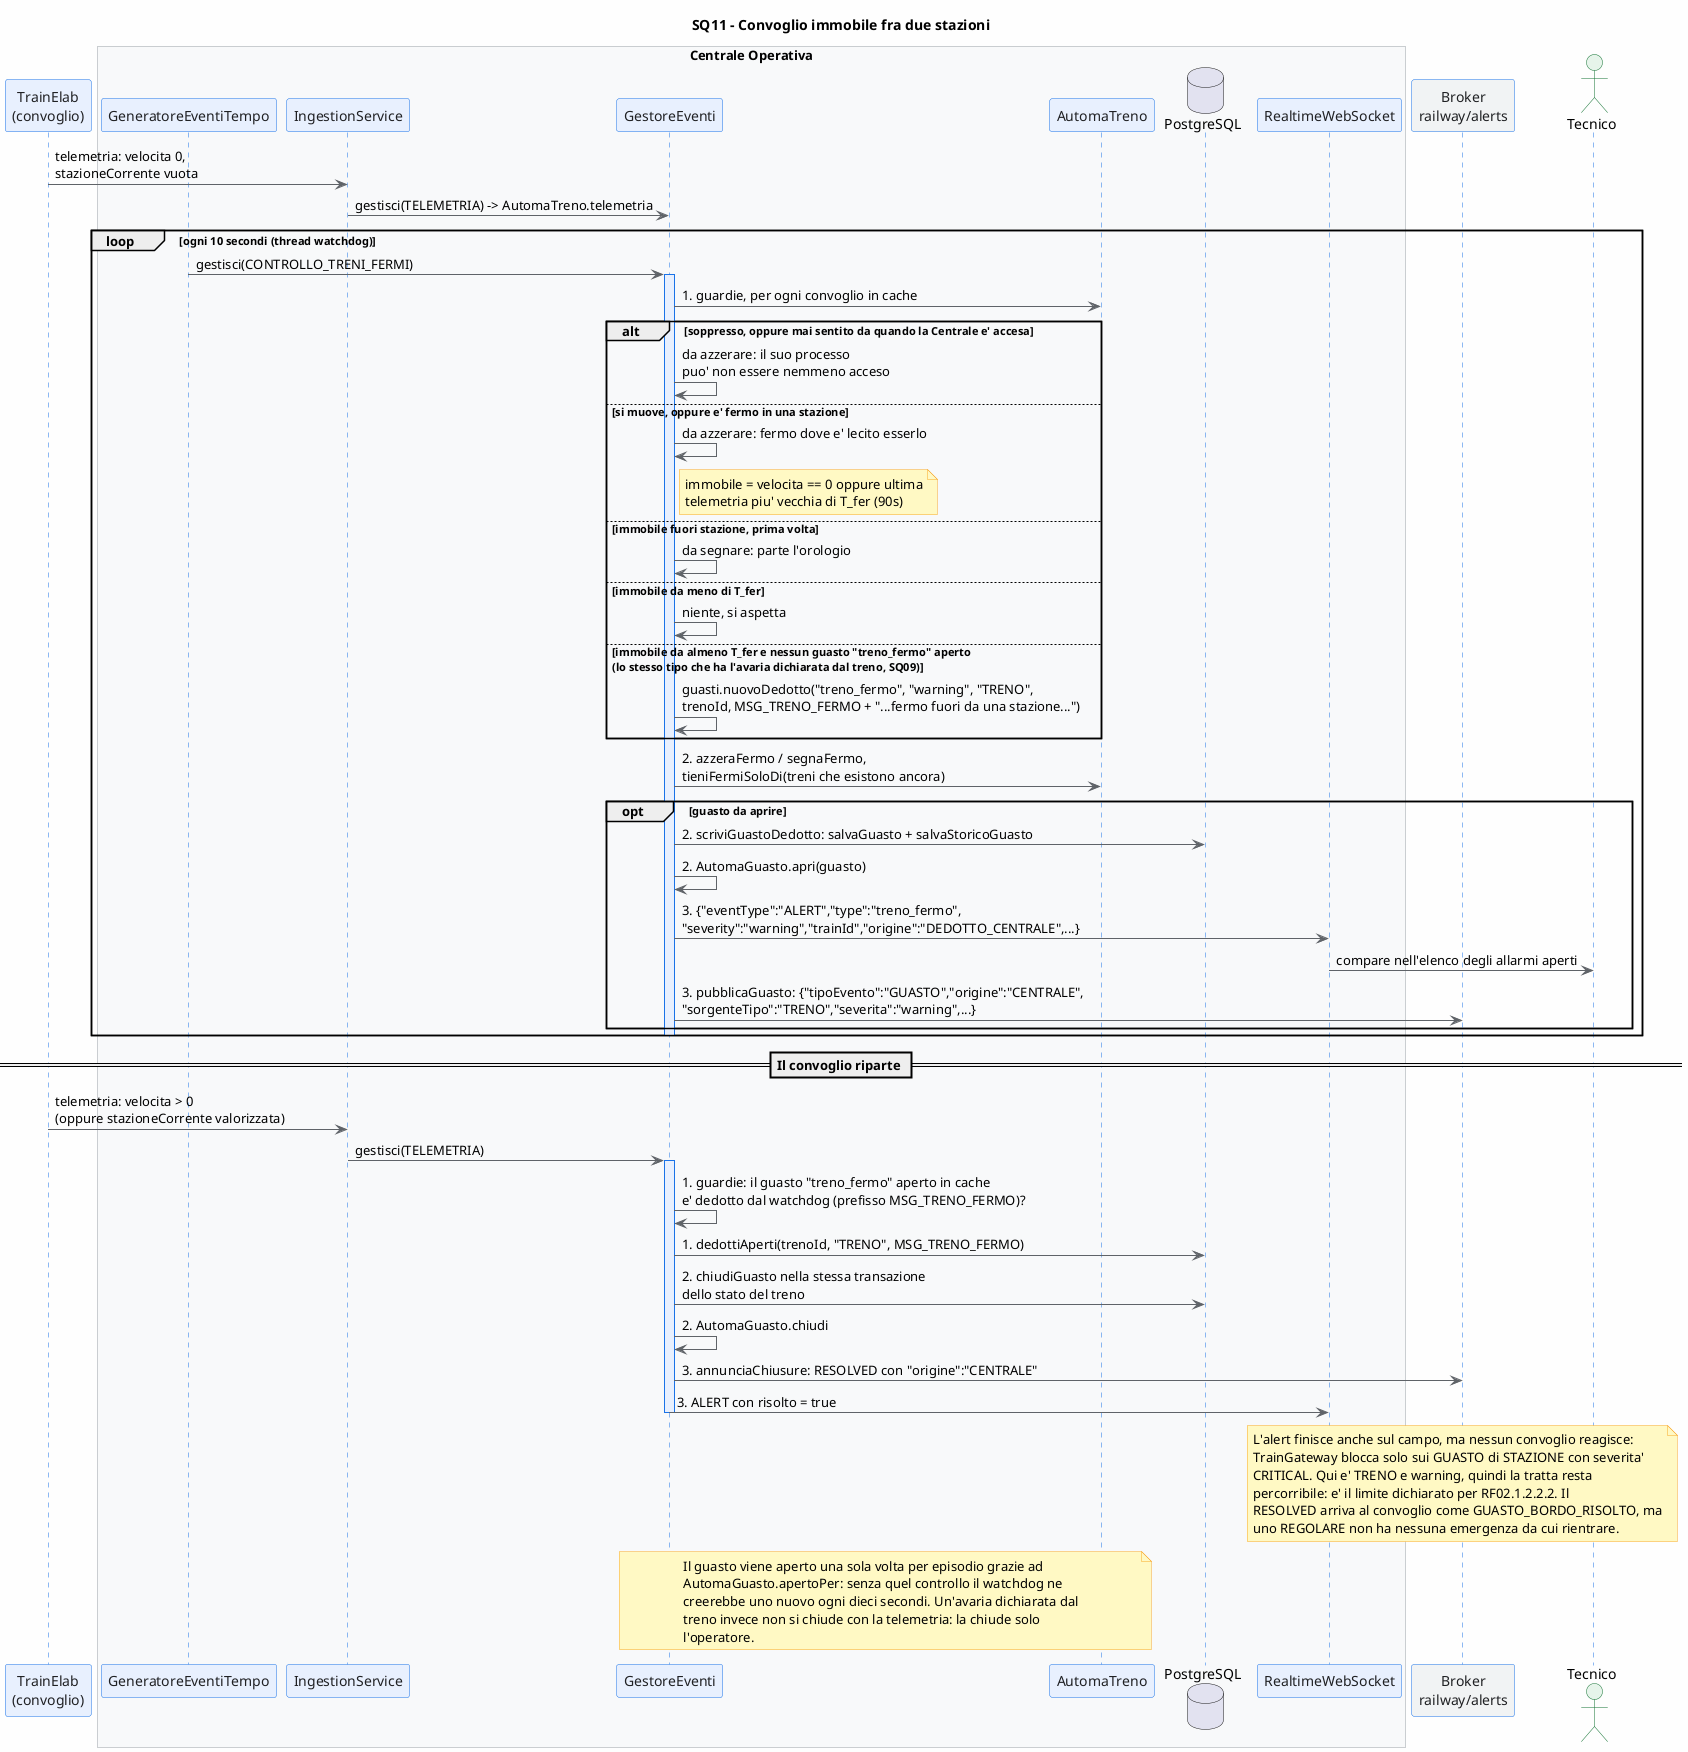 SQ11 - Convoglio immobile fra due stazioni
Centrale Operativa
TrainElab
(convoglio)
GeneratoreEventiTempo
IngestionService
GestoreEventi
AutomaTreno
PostgreSQL
RealtimeWebSocket
Broker
railway/alerts
Tecnico
telemetria: velocita 0,
stazioneCorrente vuota
gestisci(TELEMETRIA) -> AutomaTreno.telemetria
loop
[ogni 10 secondi (thread watchdog)]
gestisci(CONTROLLO_TRENI_FERMI)
1. guardie, per ogni convoglio in cache
alt
[soppresso, oppure mai sentito da quando la Centrale e' accesa]
da azzerare: il suo processo
puo' non essere nemmeno acceso
[si muove, oppure e' fermo in una stazione]
da azzerare: fermo dove e' lecito esserlo
immobile = velocita == 0 oppure ultima
telemetria piu' vecchia di T_fer (90s)
[immobile fuori stazione, prima volta]
da segnare: parte l'orologio
[immobile da meno di T_fer]
niente, si aspetta
[immobile da almeno T_fer e nessun guasto "treno_fermo" aperto
(lo stesso tipo che ha l'avaria dichiarata dal treno, SQ09)]
guasti.nuovoDedotto("treno_fermo", "warning", "TRENO",
trenoId, MSG_TRENO_FERMO + "...fermo fuori da una stazione...")
2. azzeraFermo / segnaFermo,
tieniFermiSoloDi(treni che esistono ancora)
opt
[guasto da aprire]
2. scriviGuastoDedotto: salvaGuasto + salvaStoricoGuasto
2. AutomaGuasto.apri(guasto)
3. {"eventType":"ALERT","type":"treno_fermo",
"severity":"warning","trainId","origine":"DEDOTTO_CENTRALE",...}
compare nell'elenco degli allarmi aperti
3. pubblicaGuasto: {"tipoEvento":"GUASTO","origine":"CENTRALE",
"sorgenteTipo":"TRENO","severita":"warning",...}
Il convoglio riparte
telemetria: velocita > 0
(oppure stazioneCorrente valorizzata)
gestisci(TELEMETRIA)
1. guardie: il guasto "treno_fermo" aperto in cache
e' dedotto dal watchdog (prefisso MSG_TRENO_FERMO)?
1. dedottiAperti(trenoId, "TRENO", MSG_TRENO_FERMO)
2. chiudiGuasto nella stessa transazione
dello stato del treno
2. AutomaGuasto.chiudi
3. annunciaChiusure: RESOLVED con "origine":"CENTRALE"
3. ALERT con risolto = true
L'alert finisce anche sul campo, ma nessun convoglio reagisce:
TrainGateway blocca solo sui GUASTO di STAZIONE con severita'
CRITICAL. Qui e' TRENO e warning, quindi la tratta resta
percorribile: e' il limite dichiarato per RF02.1.2.2.2. Il
RESOLVED arriva al convoglio come GUASTO_BORDO_RISOLTO, ma
uno REGOLARE non ha nessuna emergenza da cui rientrare.
Il guasto viene aperto una sola volta per episodio grazie ad
AutomaGuasto.apertoPer: senza quel controllo il watchdog ne
creerebbe uno nuovo ogni dieci secondi. Un'avaria dichiarata dal
treno invece non si chiude con la telemetria: la chiude solo
l'operatore.
TrainElab
(convoglio)
GeneratoreEventiTempo
IngestionService
GestoreEventi
AutomaTreno
PostgreSQL
RealtimeWebSocket
Broker
railway/alerts
Tecnico